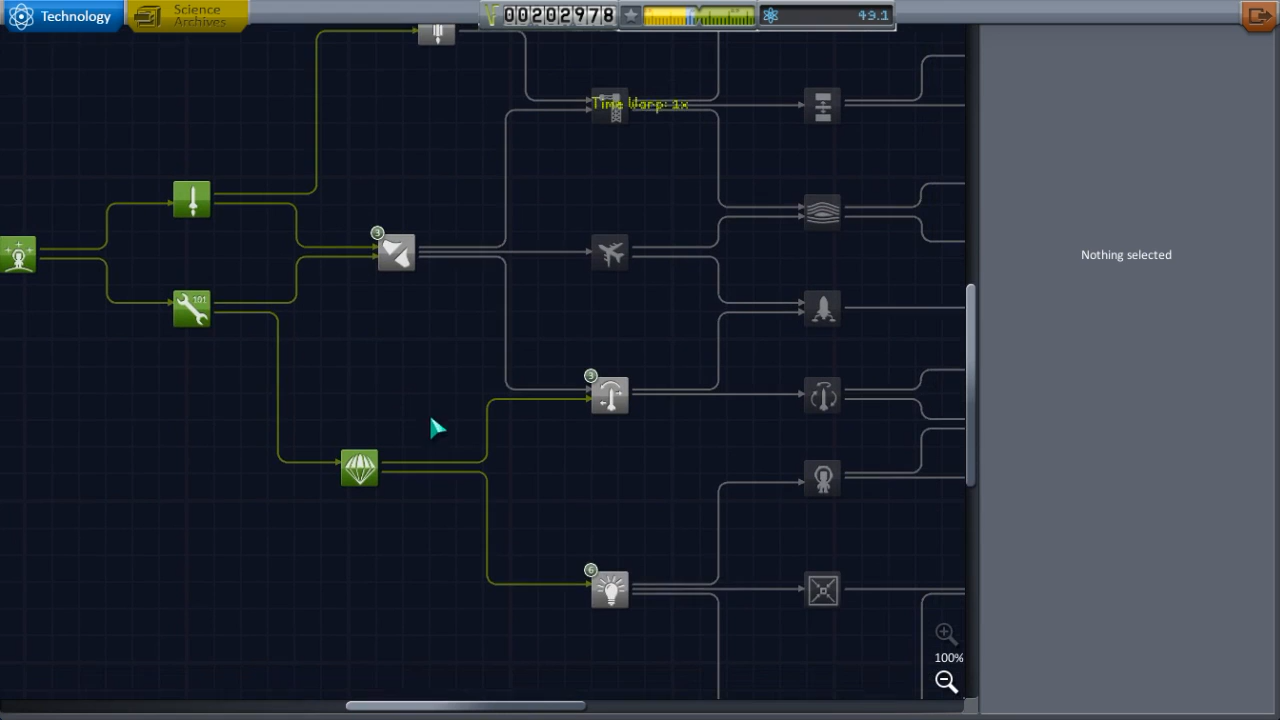 Technology
Science
Archives
00202978
49.1
Time Warp: 1x
101
3
3
6
Nothing selected
100%